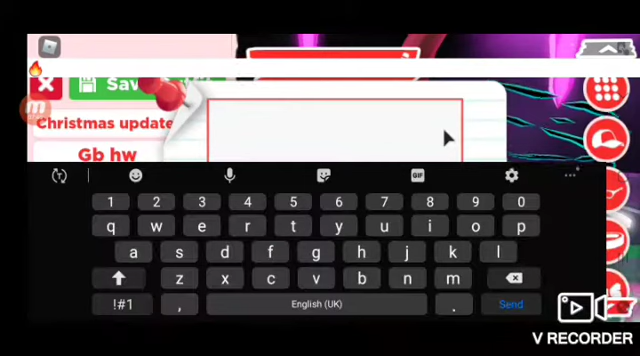 Sav
Christmas update
Gb hw
GIF
1 2 3 4 5 6 7 8 9 0
q w e r t y u i o p
a s d f g h j k l
z x c v b n m
!#1 , English (UK) . Send
V RECORDER